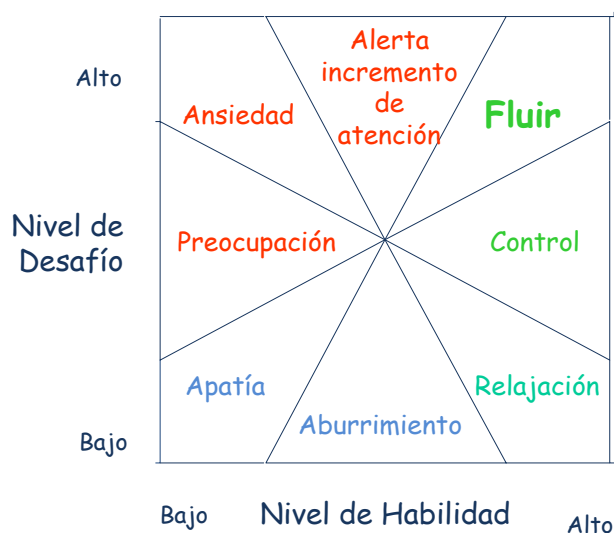 Alto
Ansiedad
Alerta
incremento
de
atención
Fluir
Nivel de
Desafío
Preocupación
Control
Apatía
Aburrimiento
Relajación
Bajo
Bajo
Nivel de Habilidad
Alto